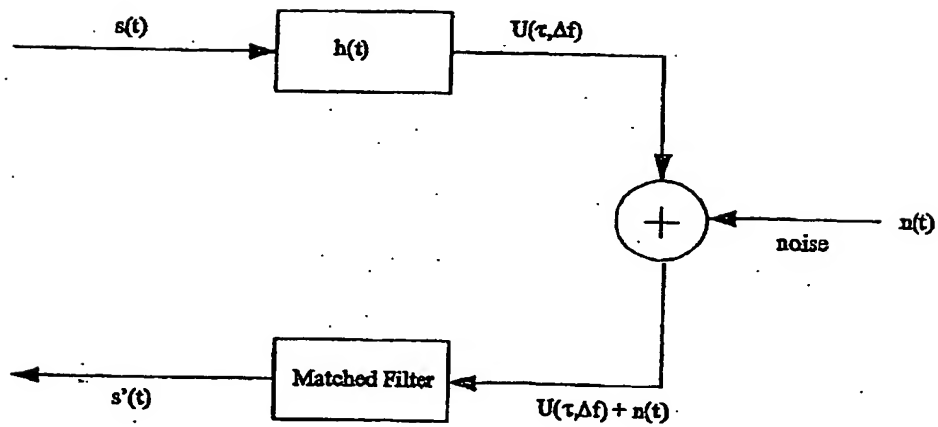 s(t)
h(t)
U(τ,Δf)
+
n(t)
noise
Matched Filter
s'(t)
U(τ,Δf) + n(t)